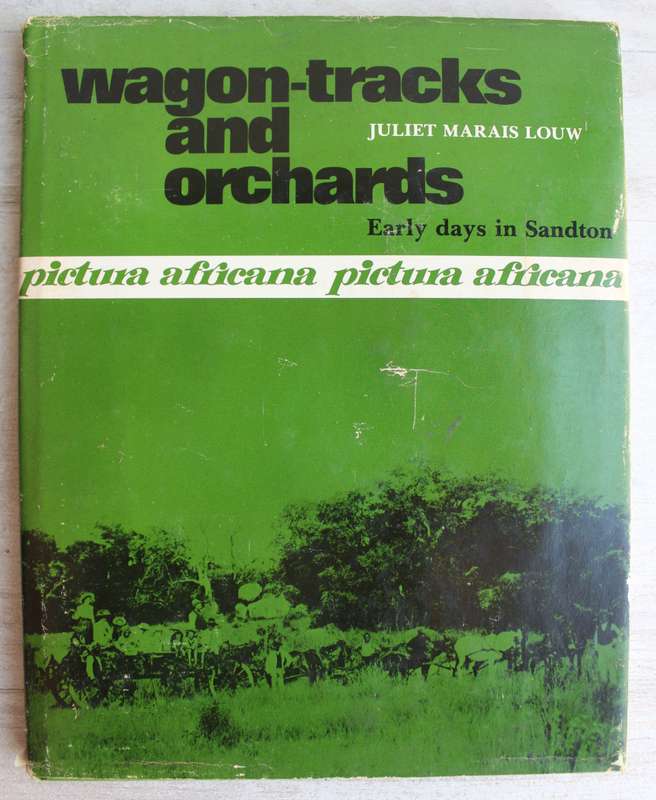 wagon-tracks
and
JULIET MARAIS LOUW
orchards
Early days in Sandton
pictura africana pictura africana